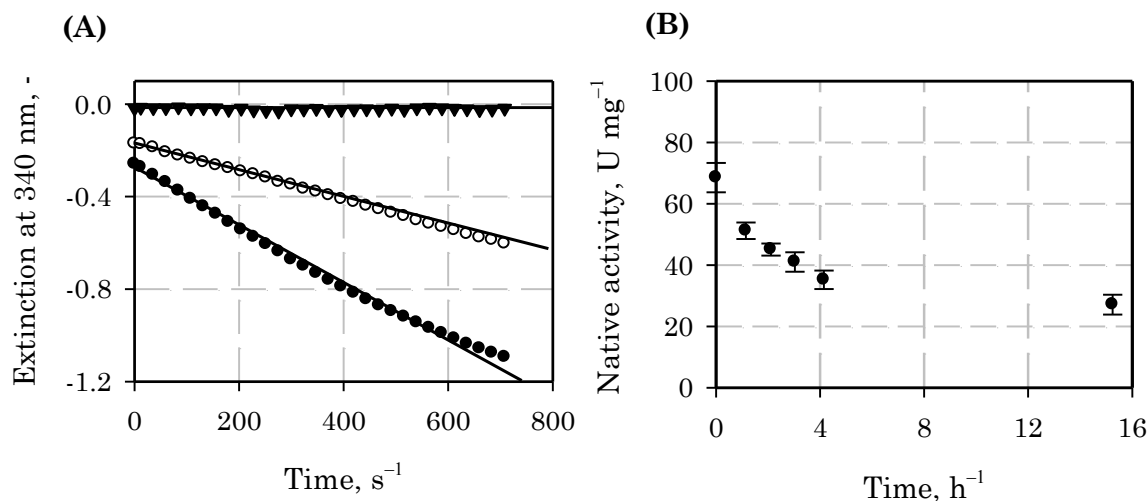 (A)
Extinction at 340 nm, -
0.0
-0.4
-0.8
-1.2
0 200 400 600 800
Time, s⁻¹
(B)
Native activity, U mg⁻¹
100
80
60
40
20
0
0 4 8 12 16
Time, h⁻¹